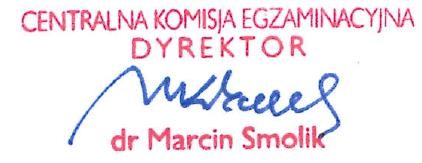 CENTRALNA KOMISJA EGZAMINACYJNA
DYREKTOR
dr Marcin Smolik